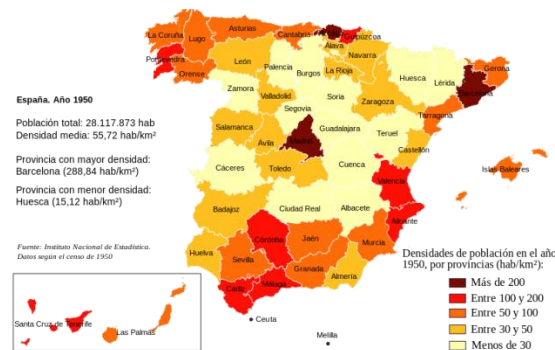 La Coruña
Lugo
Asturias
Cantabria
Guipúzcoa
Álava
Navarra
Pontevedra
Orense
León
Palencia
Burgos
La Rioja
Huesca
Lérida
Gerona
Barcelona
Zamora
Valladolid
Soria
Zaragoza
Tarragona
España. Año 1950
Población total: 28.117.873 hab
Densidad media: 55,72 hab/km²
Provincia con mayor densidad:
Barcelona (288,84 hab/km²)
Provincia con menor densidad:
Huesca (15,12 hab/km²)
Segovia
Salamanca
Ávila
Madrid
Guadalajara
Teruel
Castellón
Islas Baleares
Cáceres
Toledo
Cuenca
Valencia
Badajoz
Ciudad Real
Albacete
Alicante
Córdoba
Jaén
Murcia
Huelva
Sevilla
Granada
Almería
Cádiz
Málaga
Ceuta
Melilla
Fuente: Instituto Nacional de Estadística.
Datos según el censo de 1950
Santa Cruz de Tenerife
Las Palmas
Densidades de población en el año
1950, por provincias (hab/km²):
Más de 200
Entre 100 y 200
Entre 50 y 100
Entre 30 y 50
Menos de 30